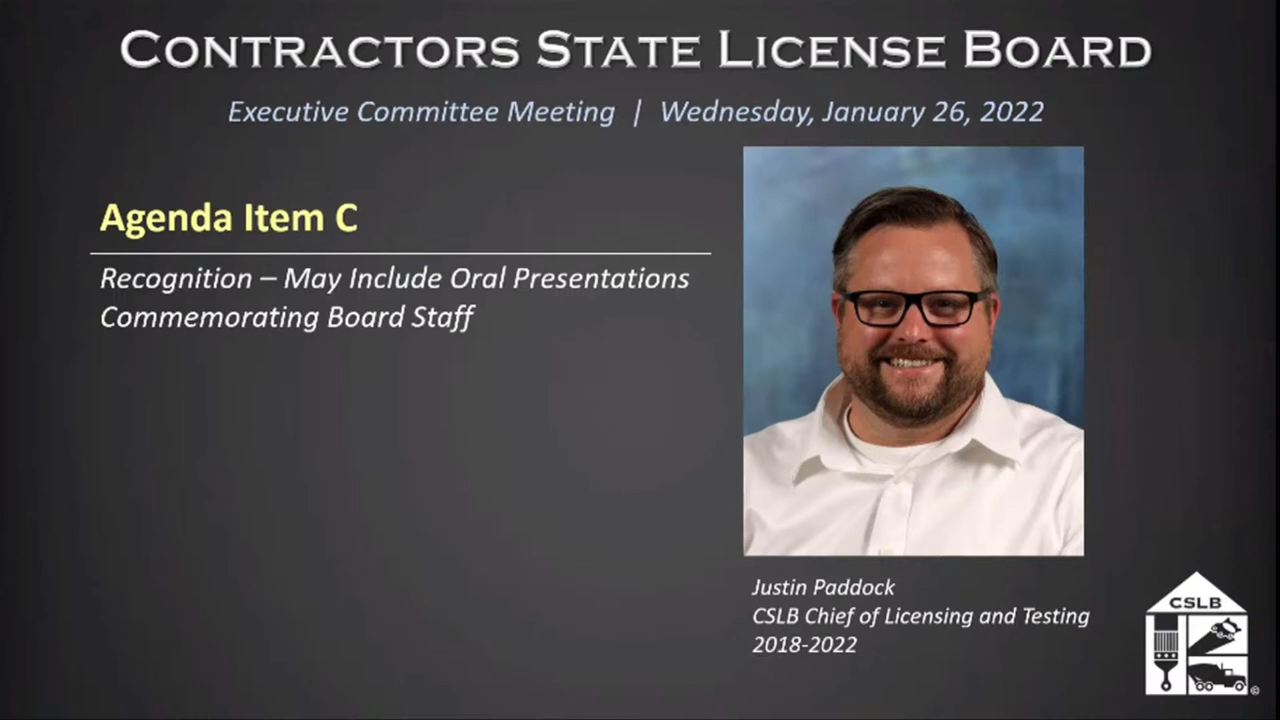 CONTRACTORS STATE LICENSE BOARD
Executive Committee Meeting | Wednesday, January 26, 2022
Agenda Item C
Recognition – May Include Oral Presentations
Commemorating Board Staff
Justin Paddock
CSLB Chief of Licensing and Testing
2018-2022
CSLB
©